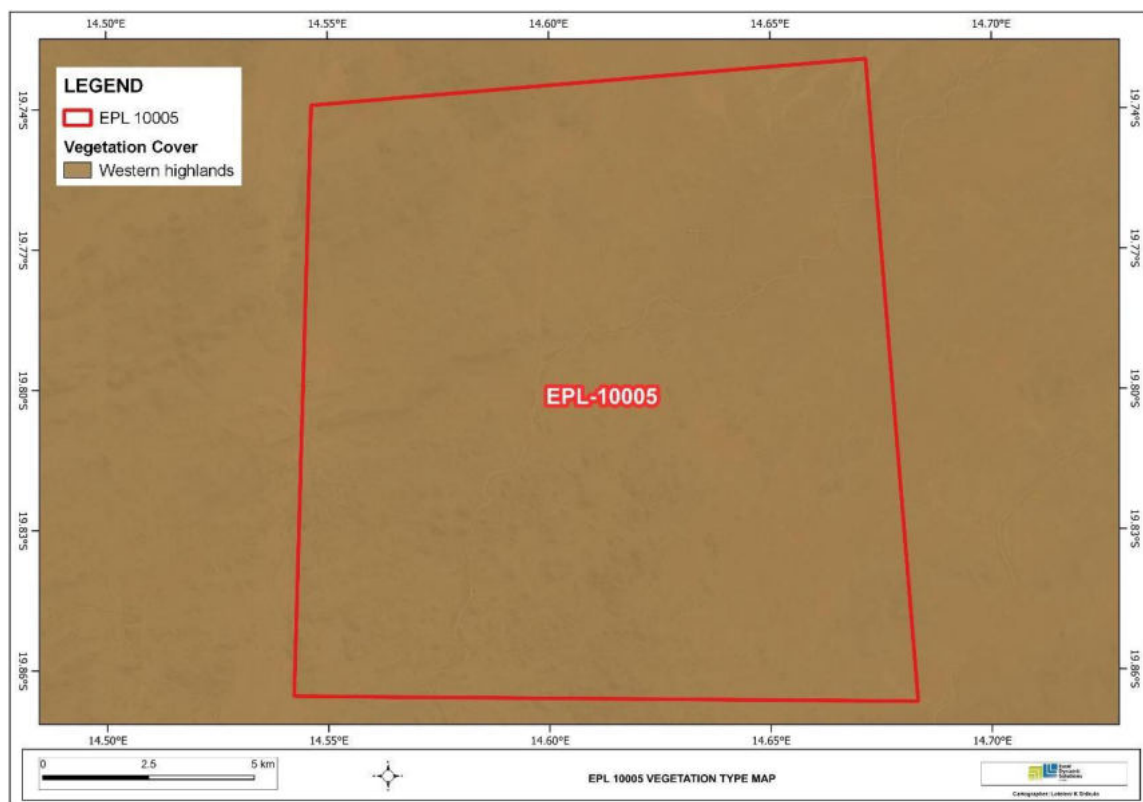 14.50°E 14.55°E 14.60°E 14.65°E 14.70°E
LEGEND
EPL 10005
Vegetation Cover
Western highlands
19.74°S 19.74°S
19.77°S 19.77°S
EPL-10005
19.80°S 19.80°S
19.83°S 19.83°S
19.86°S 19.86°S
14.50°E 14.55°E 14.60°E 14.65°E 14.70°E
0 2.5 5 km
EPL 10005 VEGETATION TYPE MAP
Dynamic
Solutions
Cartographer: